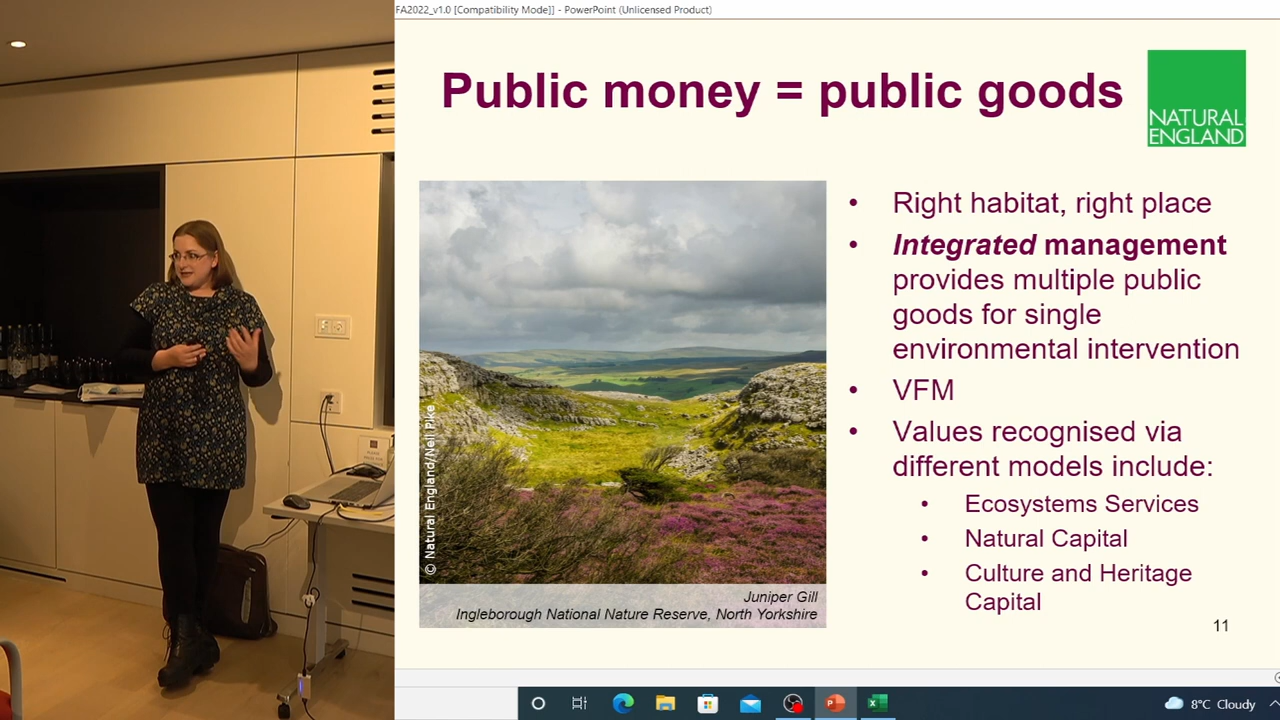 FA2022_v1.0 [Compatibility Mode]] - PowerPoint (Unlicensed Product)
Public money = public goods
NATURAL
ENGLAND
• Right habitat, right place
• Integrated management
provides multiple public
goods for single
environmental intervention
• VFM
• Values recognised via
different models include:
• Ecosystems Services
• Natural Capital
• Culture and Heritage
Capital
© Natural England/Neil Pike
Juniper Gill
Ingleborough National Nature Reserve, North Yorkshire
11
8°C Cloudy